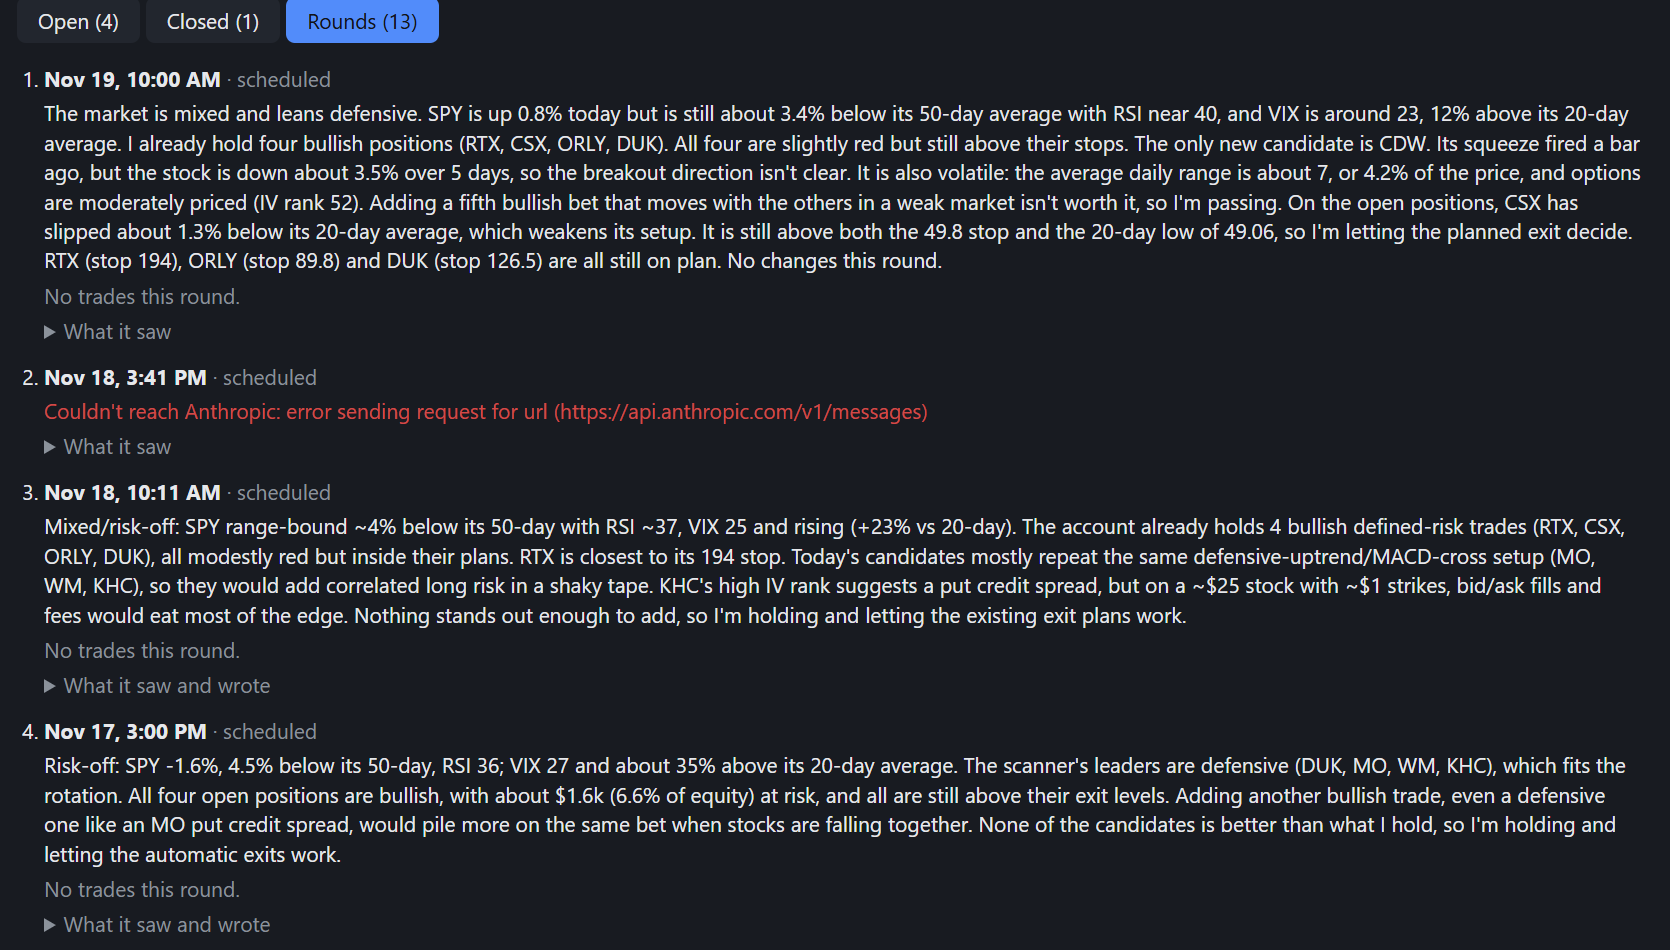 Open (4) Closed (1) Rounds (13)
1. Nov 19, 10:00 AM · scheduled
The market is mixed and leans defensive. SPY is up 0.8% today but is still about 3.4% below its 50-day average with RSI near 40, and VIX is around 23, 12% above its 20-day
average. I already hold four bullish positions (RTX, CSX, ORLY, DUK). All four are slightly red but still above their stops. The only new candidate is CDW. Its squeeze fired a bar
ago, but the stock is down about 3.5% over 5 days, so the breakout direction isn't clear. It is also volatile: the average daily range is about 7, or 4.2% of the price, and options
are moderately priced (IV rank 52). Adding a fifth bullish bet that moves with the others in a weak market isn't worth it, so I'm passing. On the open positions, CSX has
slipped about 1.3% below its 20-day average, which weakens its setup. It is still above both the 49.8 stop and the 20-day low of 49.06, so I'm letting the planned exit decide.
RTX (stop 194), ORLY (stop 89.8) and DUK (stop 126.5) are all still on plan. No changes this round.
No trades this round.
▶ What it saw
2. Nov 18, 3:41 PM · scheduled
Couldn't reach Anthropic: error sending request for url (https://api.anthropic.com/v1/messages)
▶ What it saw
3. Nov 18, 10:11 AM · scheduled
Mixed/risk-off: SPY range-bound ~4% below its 50-day with RSI ~37, VIX 25 and rising (+23% vs 20-day). The account already holds 4 bullish defined-risk trades (RTX, CSX,
ORLY, DUK), all modestly red but inside their plans. RTX is closest to its 194 stop. Today's candidates mostly repeat the same defensive-uptrend/MACD-cross setup (MO,
WM, KHC), so they would add correlated long risk in a shaky tape. KHC's high IV rank suggests a put credit spread, but on a ~$25 stock with ~$1 strikes, bid/ask fills and
fees would eat most of the edge. Nothing stands out enough to add, so I'm holding and letting the existing exit plans work.
No trades this round.
▶ What it saw and wrote
4. Nov 17, 3:00 PM · scheduled
Risk-off: SPY -1.6%, 4.5% below its 50-day, RSI 36; VIX 27 and about 35% above its 20-day average. The scanner's leaders are defensive (DUK, MO, WM, KHC), which fits the
rotation. All four open positions are bullish, with about $1.6k (6.6% of equity) at risk, and all are still above their exit levels. Adding another bullish trade, even a defensive
one like an MO put credit spread, would pile more on the same bet when stocks are falling together. None of the candidates is better than what I hold, so I'm holding and
letting the automatic exits work.
No trades this round.
▶ What it saw and wrote